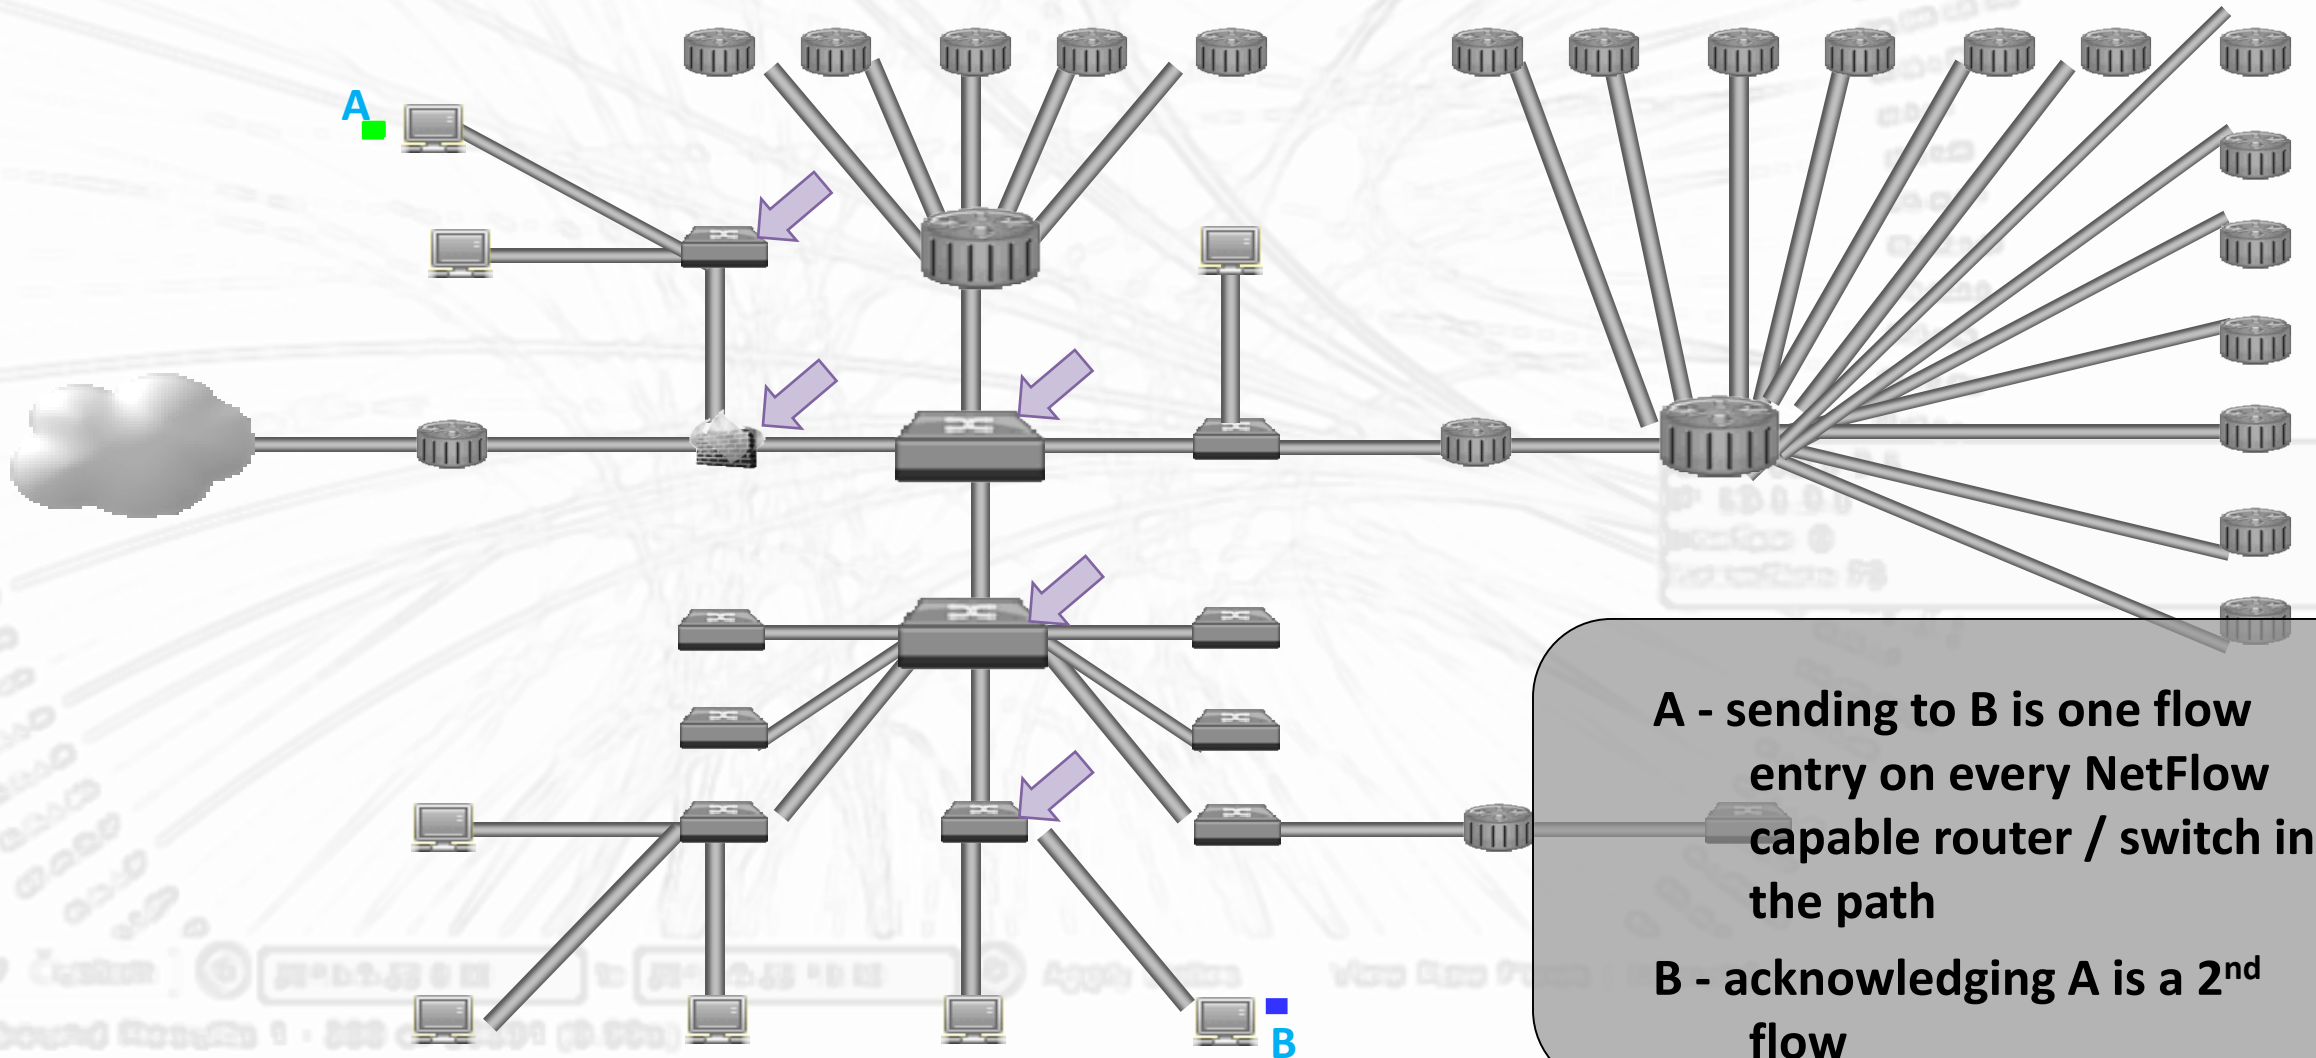 A
A - sending to B is one flow
entry on every NetFlow
capable router / switch in
the path
B - acknowledging A is a 2nd
flow
B